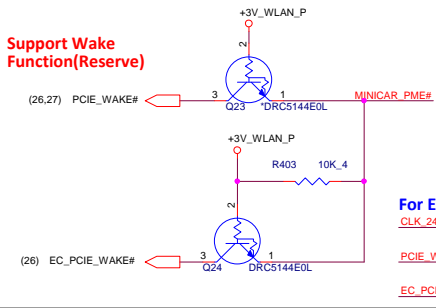 +3V_WLAN_P
Support Wake
Function(Reserve)
2
(26,27) PCIE_WAKE# 3 1 MINICAR_PME#
Q23 *DRC5144E0L
+3V_WLAN_P
R403 10K_4
2
For E
CLK_24
(26) EC_PCIE_WAKE# 3 1 PCIE_W
Q24 DRC5144E0L
EC_PCI